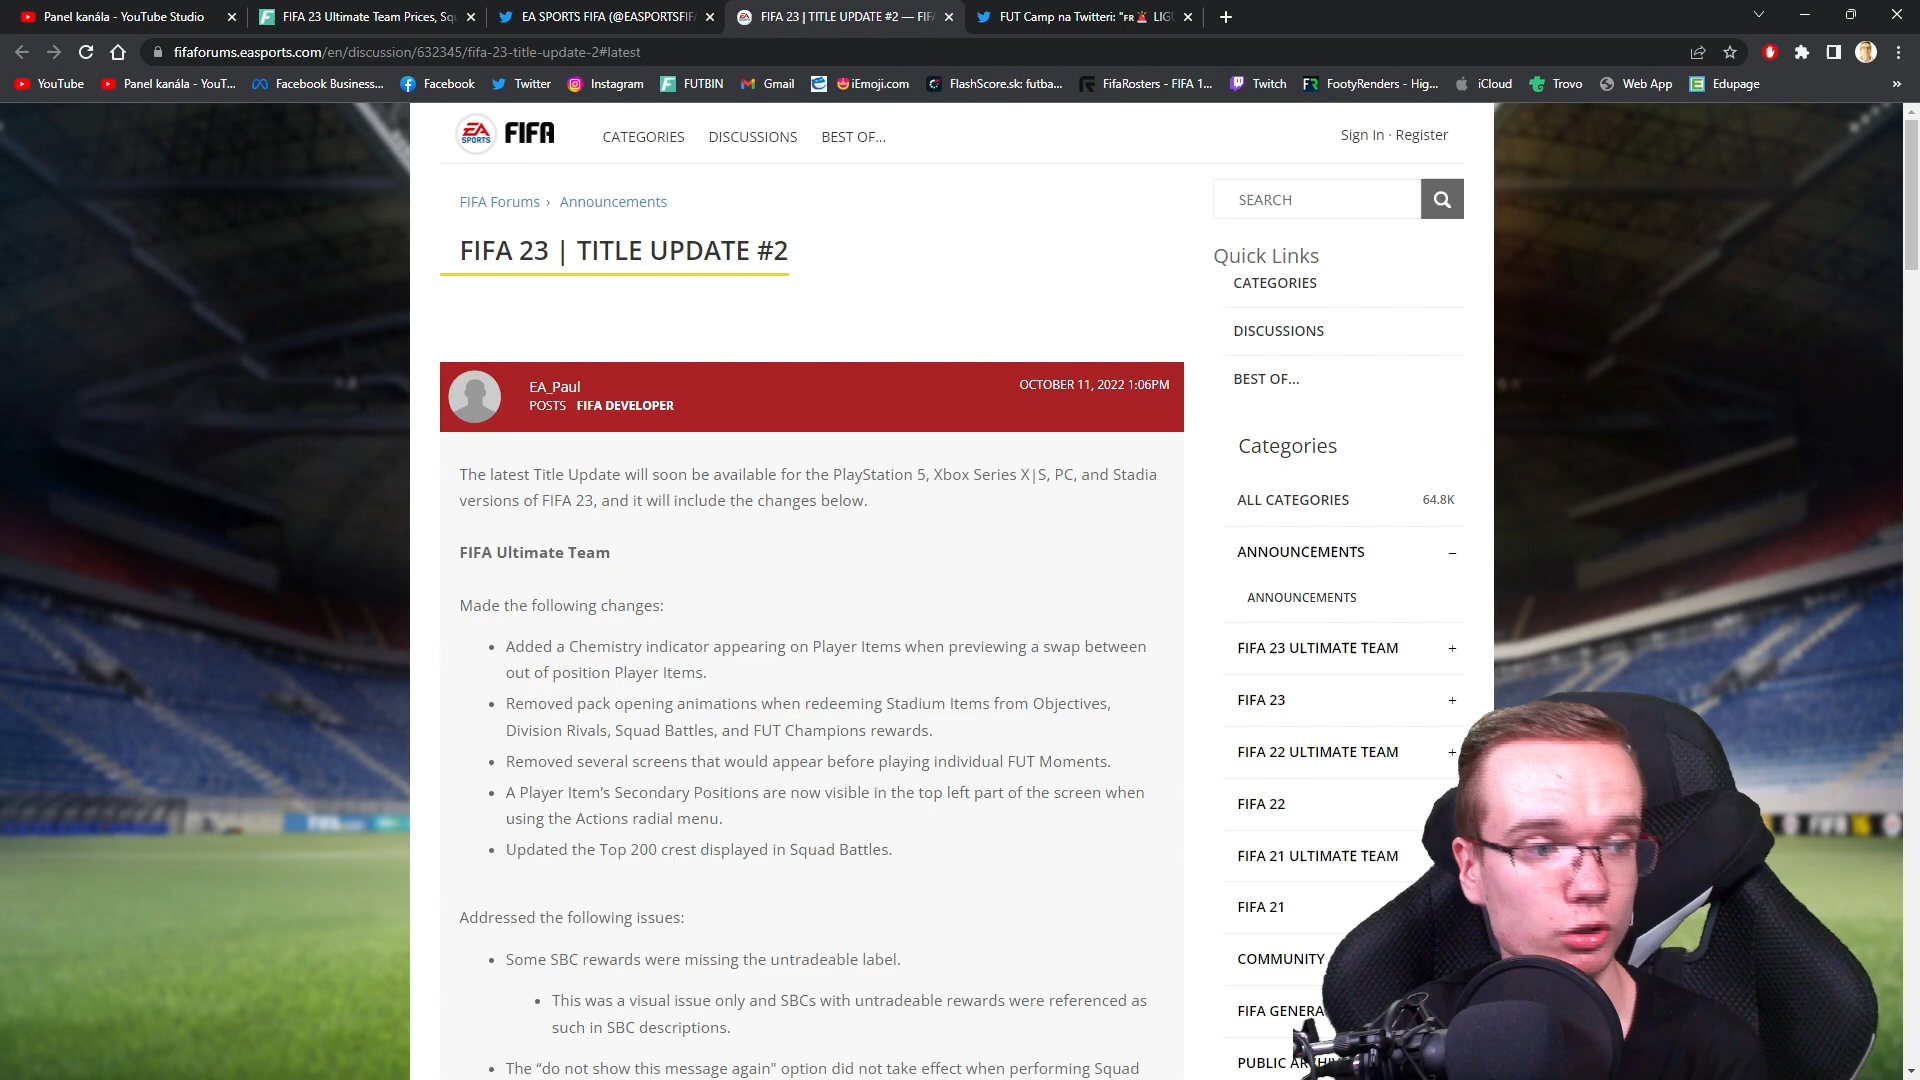 Panel kanála - YouTube Studio
FIFA 23 Ultimate Team Prices, Squ
EA SPORTS FIFA (@EASPORTSFIF
FIFA 23 | TITLE UPDATE #2 — FIF
FUT Camp na Twitteri: "🇫🇷🚨 LIGU
fifaforums.easports.com/en/discussion/632345/fifa-23-title-update-2#latest
YouTube
Panel kanála - YouT...
Facebook Business...
Facebook
Twitter
Instagram
FUTBIN
Gmail
😍iEmoji.com
FlashScore.sk: futba...
FifaRosters - FIFA 1...
Twitch
FootyRenders - Hig...
iCloud
Trovo
Web App
Edupage
EA SPORTS FIFA
CATEGORIES DISCUSSIONS BEST OF...
Sign In · Register
FIFA Forums › Announcements
SEARCH
FIFA 23 | TITLE UPDATE #2
Quick Links
CATEGORIES
DISCUSSIONS
BEST OF...
EA_Paul
POSTS FIFA DEVELOPER
OCTOBER 11, 2022 1:06PM
The latest Title Update will soon be available for the PlayStation 5, Xbox Series X|S, PC, and Stadia
versions of FIFA 23, and it will include the changes below.
FIFA Ultimate Team
Made the following changes:
• Added a Chemistry indicator appearing on Player Items when previewing a swap between
out of position Player Items.
• Removed pack opening animations when redeeming Stadium Items from Objectives,
Division Rivals, Squad Battles, and FUT Champions rewards.
• Removed several screens that would appear before playing individual FUT Moments.
• A Player Item’s Secondary Positions are now visible in the top left part of the screen when
using the Actions radial menu.
• Updated the Top 200 crest displayed in Squad Battles.
Addressed the following issues:
• Some SBC rewards were missing the untradeable label.
• This was a visual issue only and SBCs with untradeable rewards were referenced as
such in SBC descriptions.
• The “do not show this message again" option did not take effect when performing Squad
Categories
ALL CATEGORIES 64.8K
ANNOUNCEMENTS –
ANNOUNCEMENTS
FIFA 23 ULTIMATE TEAM +
FIFA 23 +
FIFA 22 ULTIMATE TEAM +
FIFA 22
FIFA 21 ULTIMATE TEAM
FIFA 21
COMMUNITY
FIFA GENERA
PUBLIC